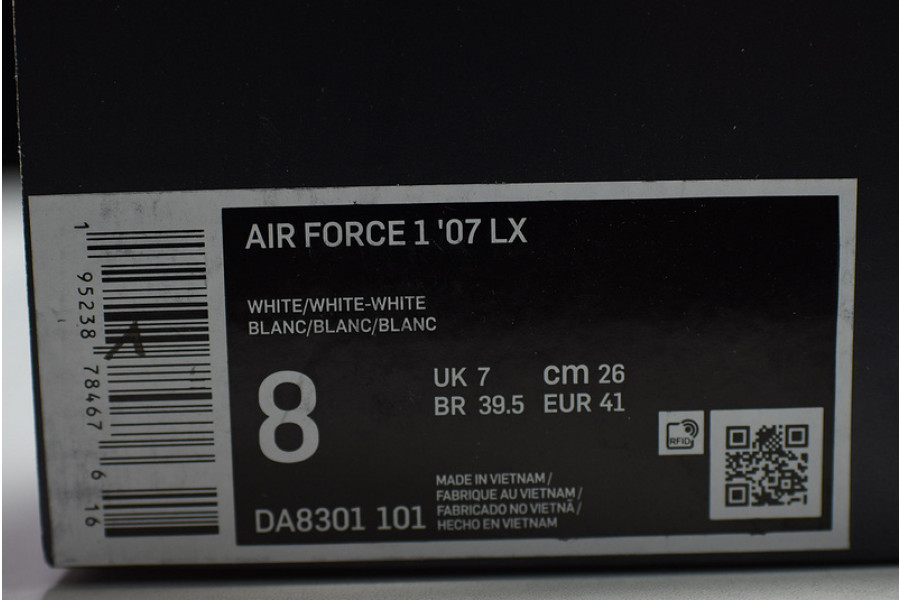 AIR FORCE 1 '07 LX
WHITE/WHITE-WHITE
BLANC/BLANC/BLANC
8
UK 7
cm 26
BR 39.5
EUR 41
RFID
MADE IN VIETNAM /
FABRIQUE AU VIETNAM /
FABRICADO NO VIETNÃ /
HECHO EN VIETNAM
DA8301 101
1 95238 78467 6 16